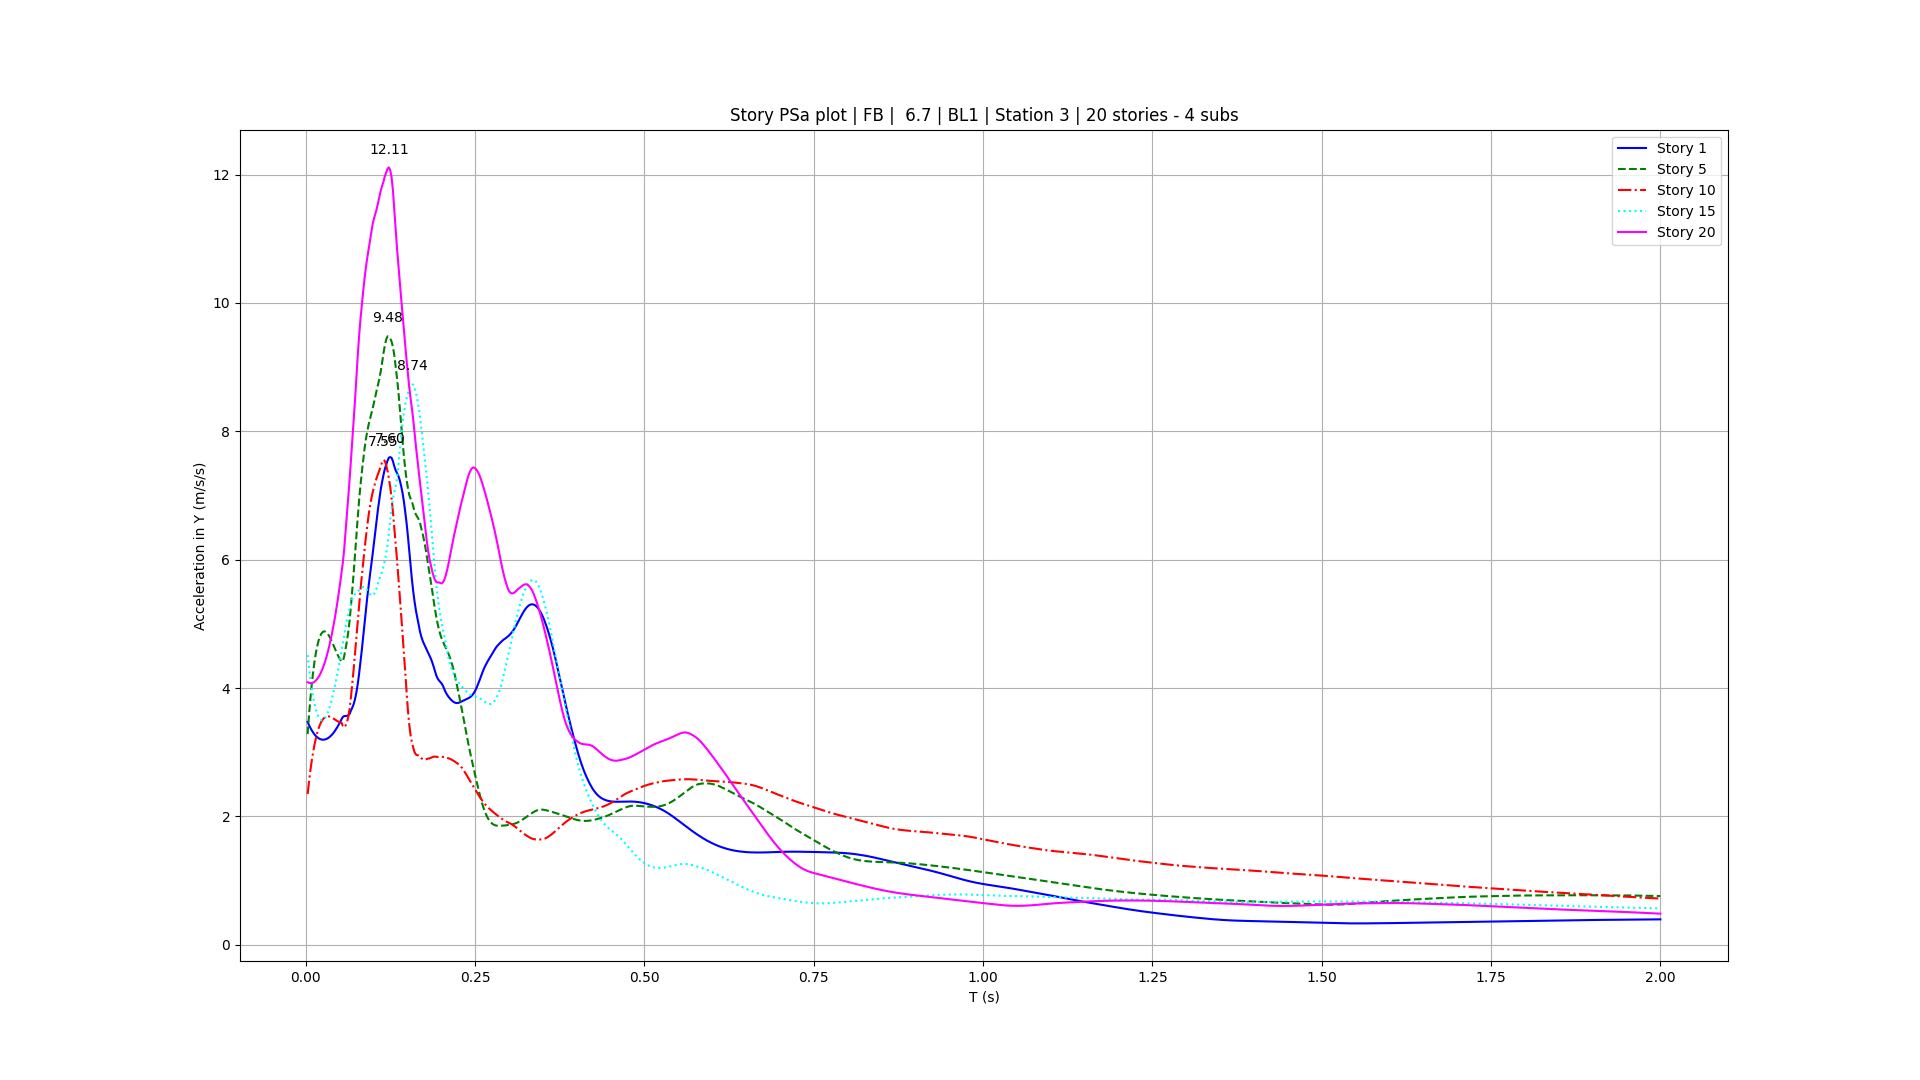 Story PSa plot | FB |  6.7 | BL1 | Station 3 | 20 stories - 4 subs
12.11
9.48
8.74
7.60
7.55
Story 1
Story 5
Story 10
Story 15
Story 20
12
10
8
6
4
2
0
Acceleration in Y (m/s/s)
0.00 0.25 0.50 0.75 1.00 1.25 1.50 1.75 2.00
T (s)